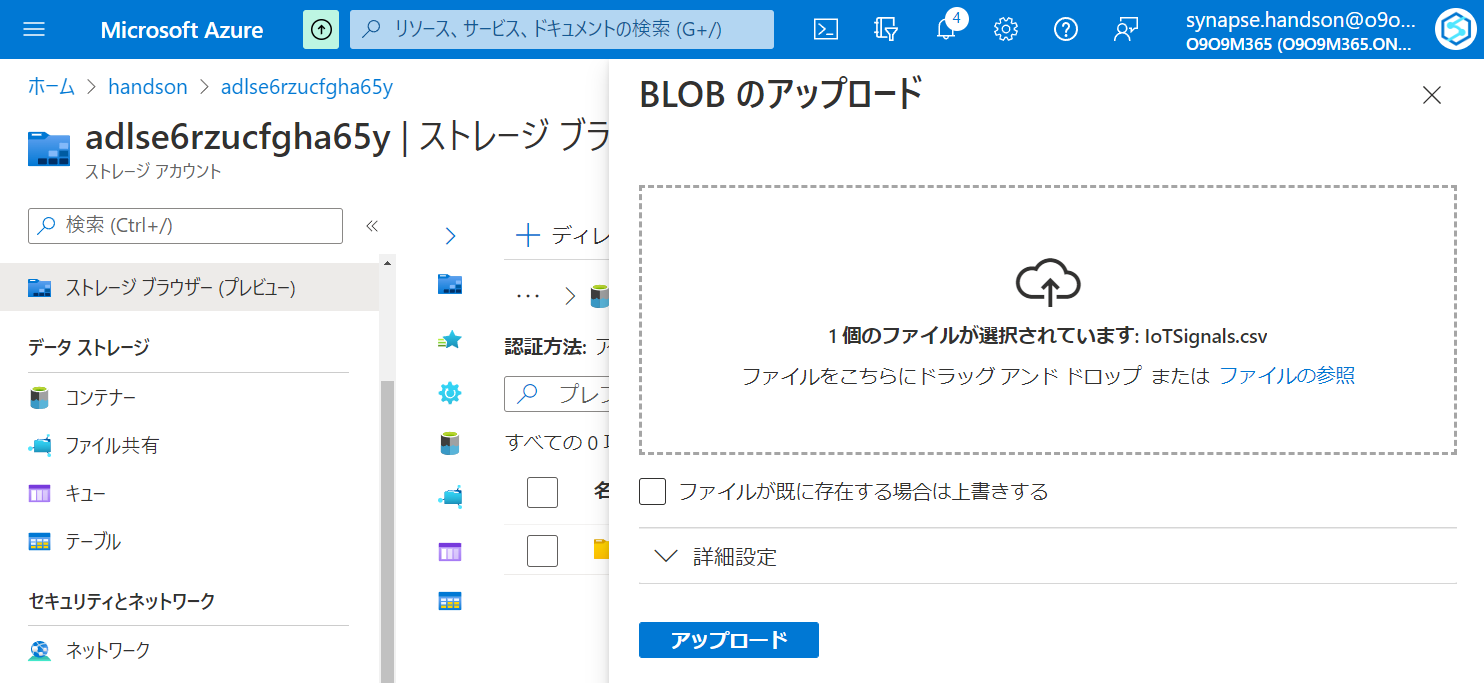 Microsoft Azure
リソース、サービス、ドキュメントの検索 (G+/)
4
synapse.handson@o9o...
O9O9M365 (O9O9M365.ON...
ホーム > handson > adlse6rzucfgha65y
adlse6rzucfgha65y | ストレージ ブラ
ストレージ アカウント
検索 (Ctrl+/)
«
ストレージ ブラウザー (プレビュー)
データ ストレージ
コンテナー
ファイル共有
キュー
テーブル
セキュリティとネットワーク
ネットワーク
ディレ
... >
認証方法:
プレフ
すべての 0 項
名
BLOB のアップロード
1 個のファイルが選択されています: IoTSignals.csv
ファイルをこちらにドラッグ アンド ドロップ または ファイルの参照
ファイルが既に存在する場合は上書きする
詳細設定
アップロード